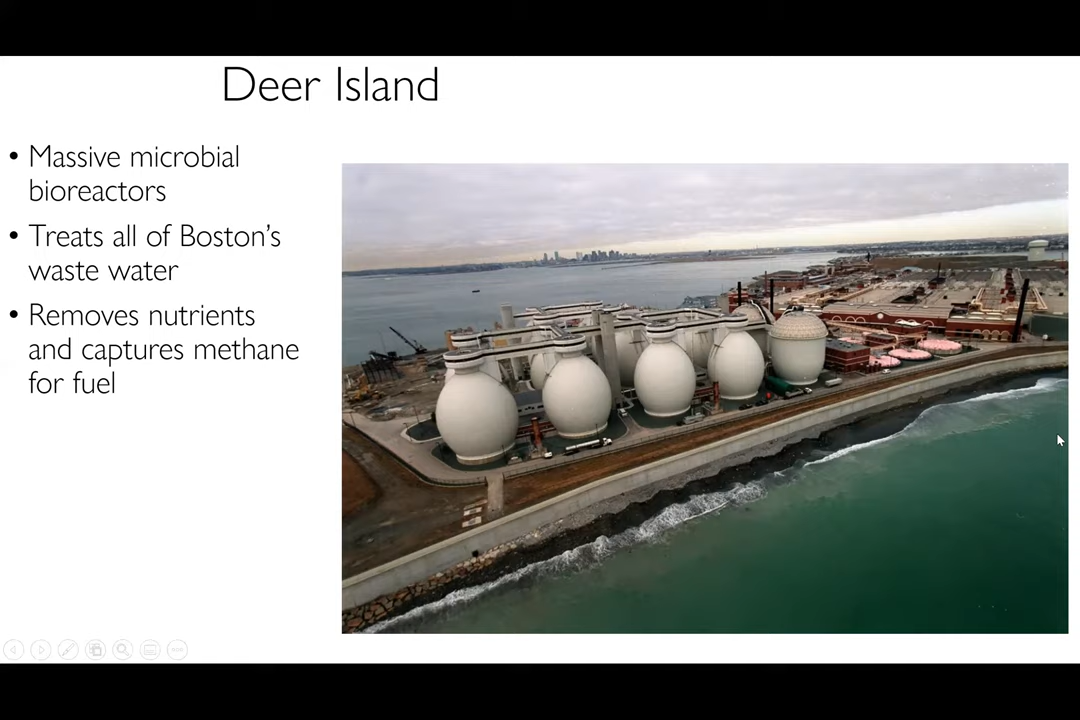 Deer Island
• Massive microbial
bioreactors
• Treats all of Boston’s
waste water
• Removes nutrients
and captures methane
for fuel